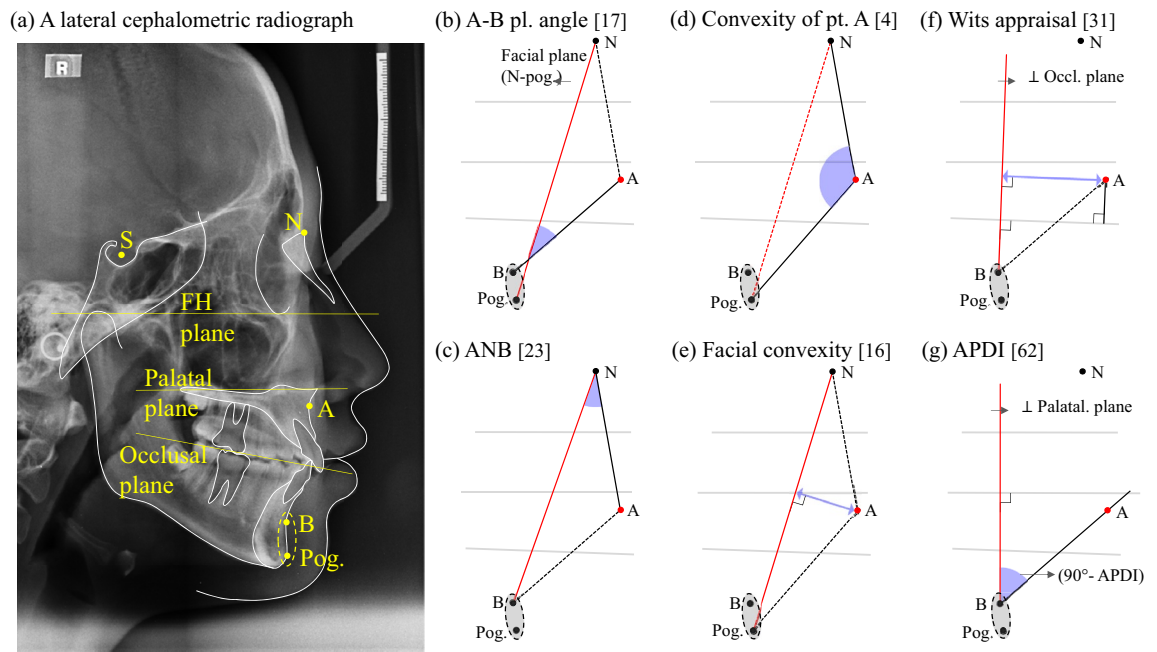 (a) A lateral cephalometric radiograph
R
S
N
FH
plane
Palatal
plane
A
Occlusal
plane
B
Pog.
(b) A-B pl. angle [17]
N
Facial plane
(N-pog.)
A
B
Pog.
(c) ANB [23]
N
A
B
Pog.
(d) Convexity of pt. A [4]
N
A
B
Pog.
(e) Facial convexity [16]
N
A
B
Pog.
(f) Wits appraisal [31]
N
⊥ Occl. plane
A
B
Pog.
(g) APDI [62]
N
⊥ Palatal. plane
A
(90°- APDI)
B
Pog.